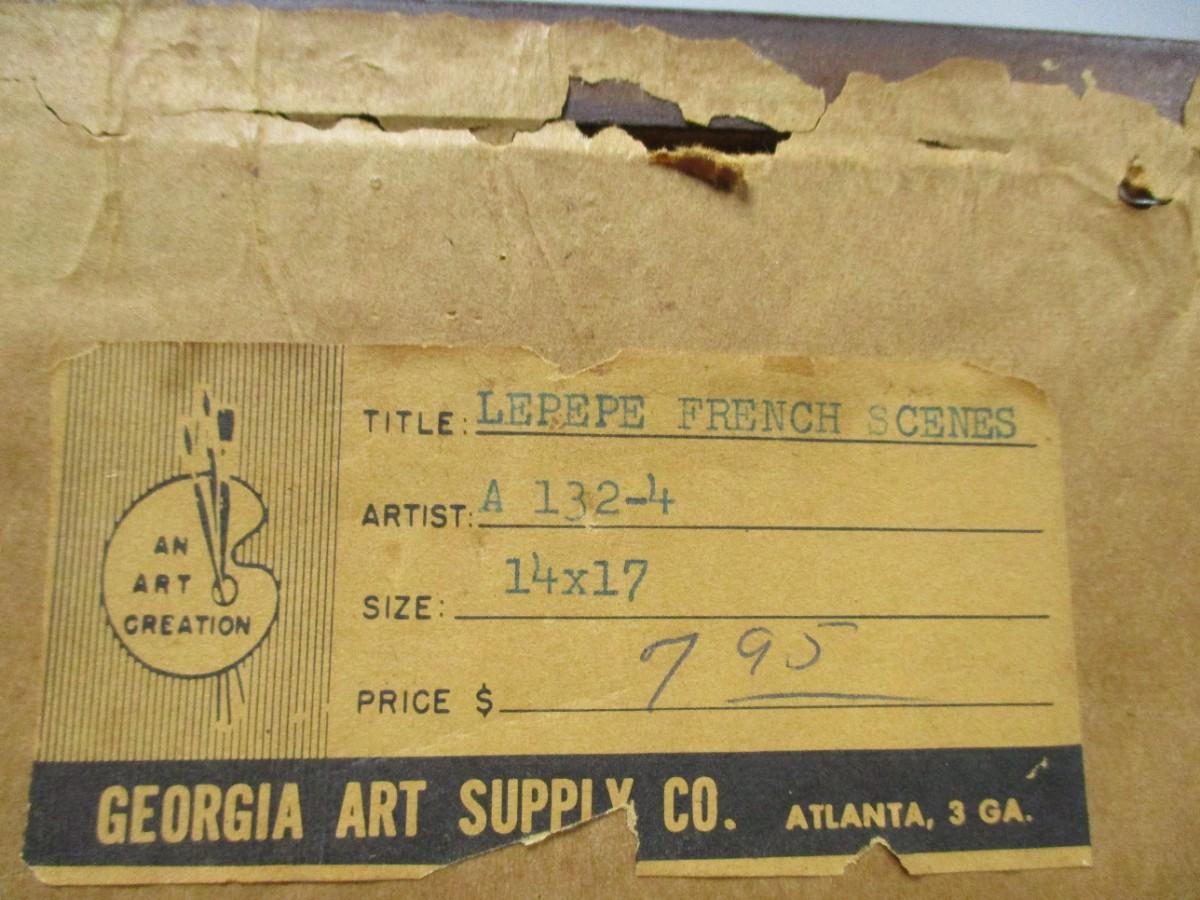 AN
ART
CREATION
TITLE: LEPEPE FRENCH SCENES
ARTIST: A 132-4
SIZE: 14x17
PRICE $ 7 95
GEORGIA ART SUPPLY CO. ATLANTA, 3 GA.